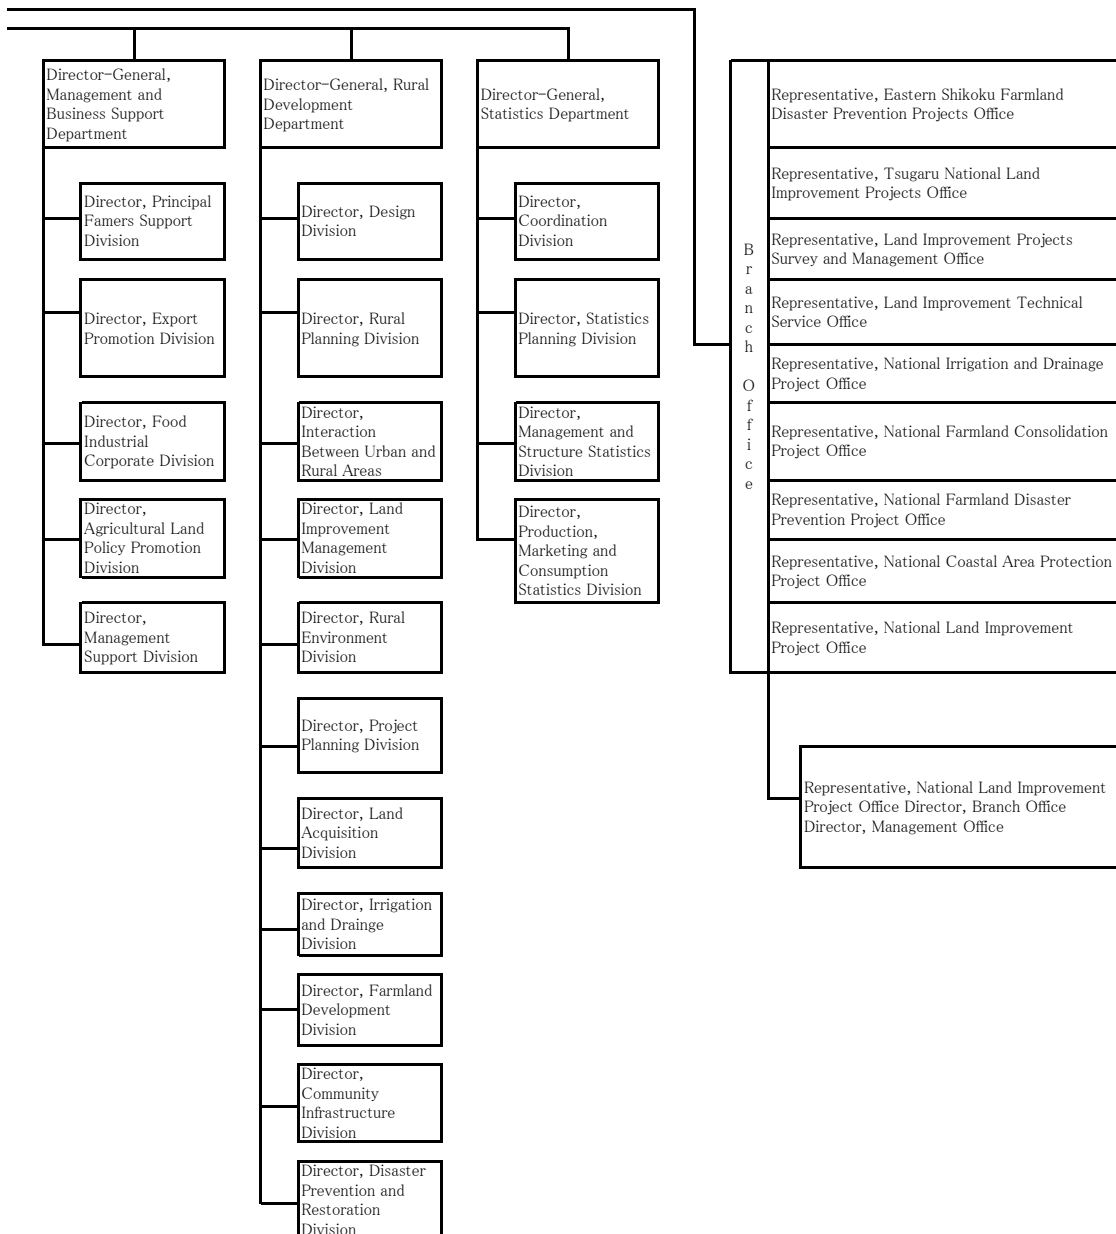 Director-General,
Management and
Business Support
Department
Director, Principal
Famers Support
Division
Director, Export
Promotion Division
Director, Food
Industrial
Corporate Division
Director,
Agricultural Land
Policy Promotion
Division
Director,
Management
Support Division
Director-General, Rural
Development
Department
Director, Design
Division
Director, Rural
Planning Division
Director,
Interaction
Between Urban and
Rural Areas
Director, Land
Improvement
Management
Division
Director, Rural
Environment
Division
Director, Project
Planning Division
Director, Land
Acquisition
Division
Director, Irrigation
and Drainge
Division
Director, Farmland
Development
Division
Director,
Community
Infrastructure
Division
Director, Disaster
Prevention and
Restoration
Division
Director-General,
Statistics Department
Director,
Coordination
Division
Director, Statistics
Planning Division
Director,
Management and
Structure Statistics
Division
Director,
Production,
Marketing and
Consumption
Statistics Division
Branch Office
Representative, Eastern Shikoku Farmland
Disaster Prevention Projects Office
Representative, Tsugaru National Land
Improvement Projects Office
Representative, Land Improvement Projects
Survey and Management Office
Representative, Land Improvement Technical
Service Office
Representative, National Irrigation and Drainage
Project Office
Representative, National Farmland Consolidation
Project Office
Representative, National Farmland Disaster
Prevention Project Office
Representative, National Coastal Area Protection
Project Office
Representative, National Land Improvement
Project Office
Representative, National Land Improvement
Project Office Director, Branch Office
Director, Management Office